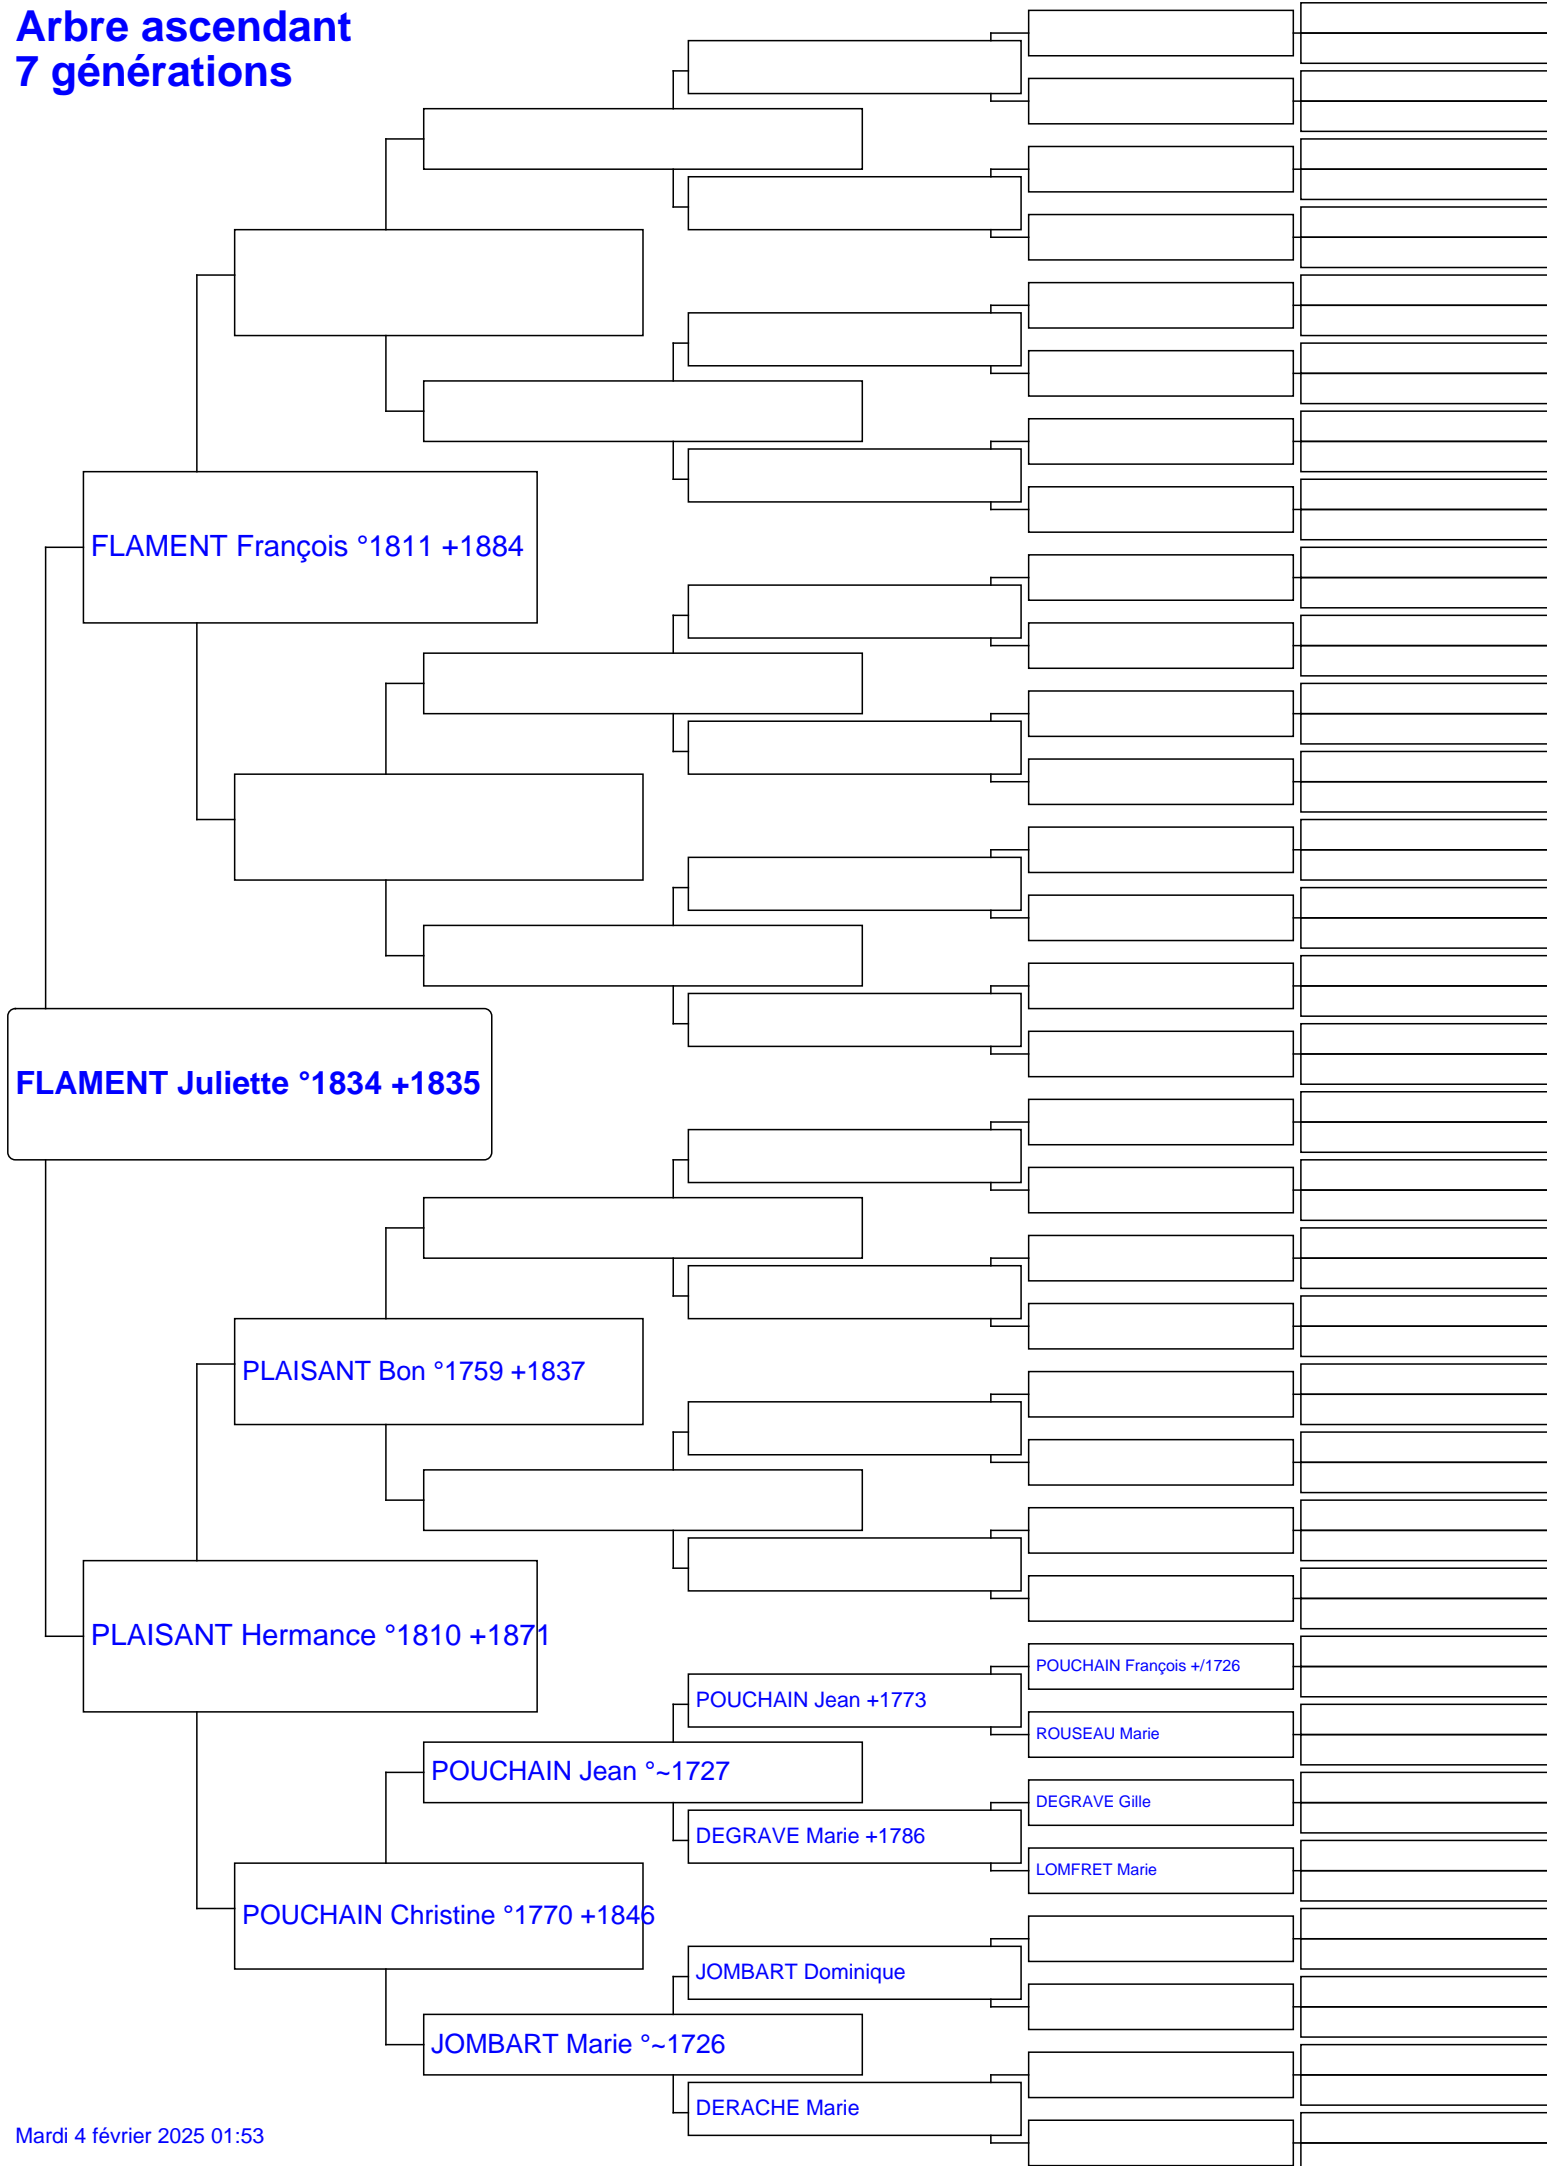 Arbre ascendant
7 générations
FLAMENT François °1811 +1884
FLAMENT Juliette °1834 +1835
PLAISANT Bon °1759 +1837
PLAISANT Hermance °1810 +1871
POUCHAIN François +/1726
POUCHAIN Jean +1773
ROUSEAU Marie
POUCHAIN Jean °~1727
DEGRAVE Gille
DEGRAVE Marie +1786
LOMFRET Marie
POUCHAIN Christine °1770 +1846
JOMBART Dominique
JOMBART Marie °~1726
DERACHE Marie
Mardi 4 février 2025 01:53